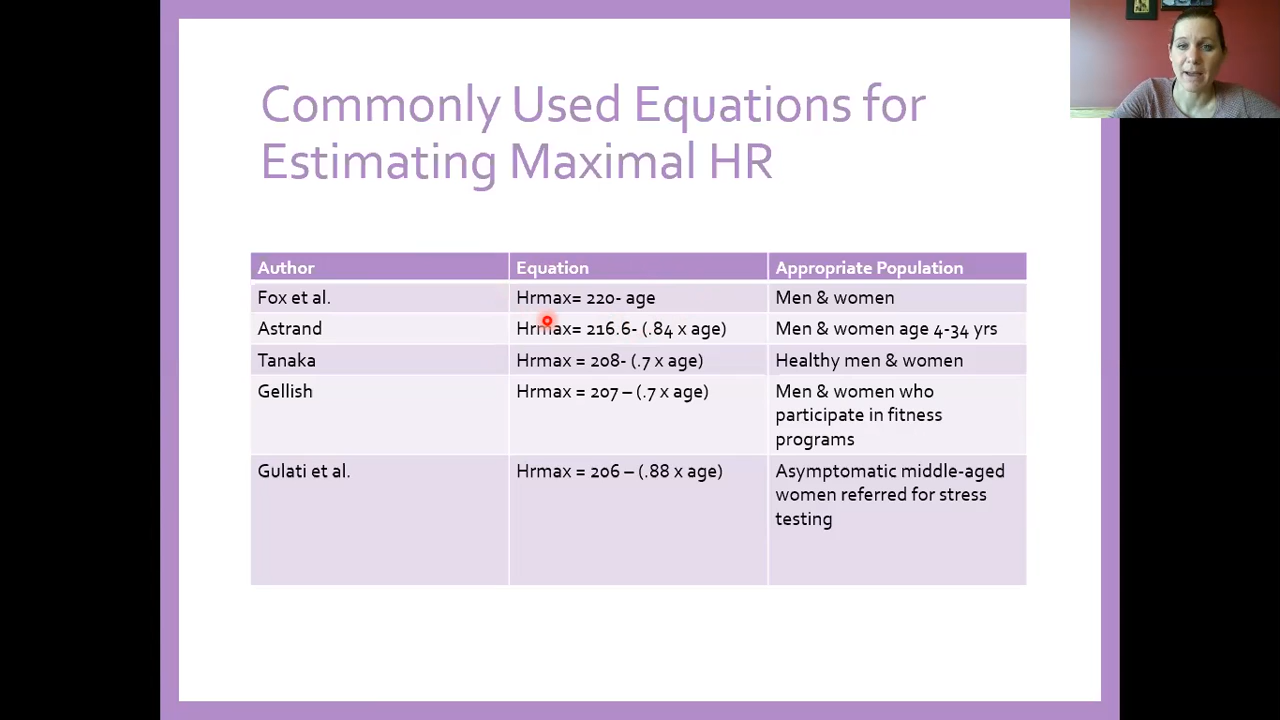 Commonly Used Equations for
Estimating Maximal HR
Author Equation Appropriate Population
Fox et al. Hrmax= 220- age Men & women
Astrand Hrmax= 216.6- (.84 x age) Men & women age 4-34 yrs
Tanaka Hrmax = 208- (.7 x age) Healthy men & women
Gellish Hrmax = 207 – (.7 x age) Men & women who
participate in fitness
programs
Gulati et al. Hrmax = 206 – (.88 x age) Asymptomatic middle-aged
women referred for stress
testing